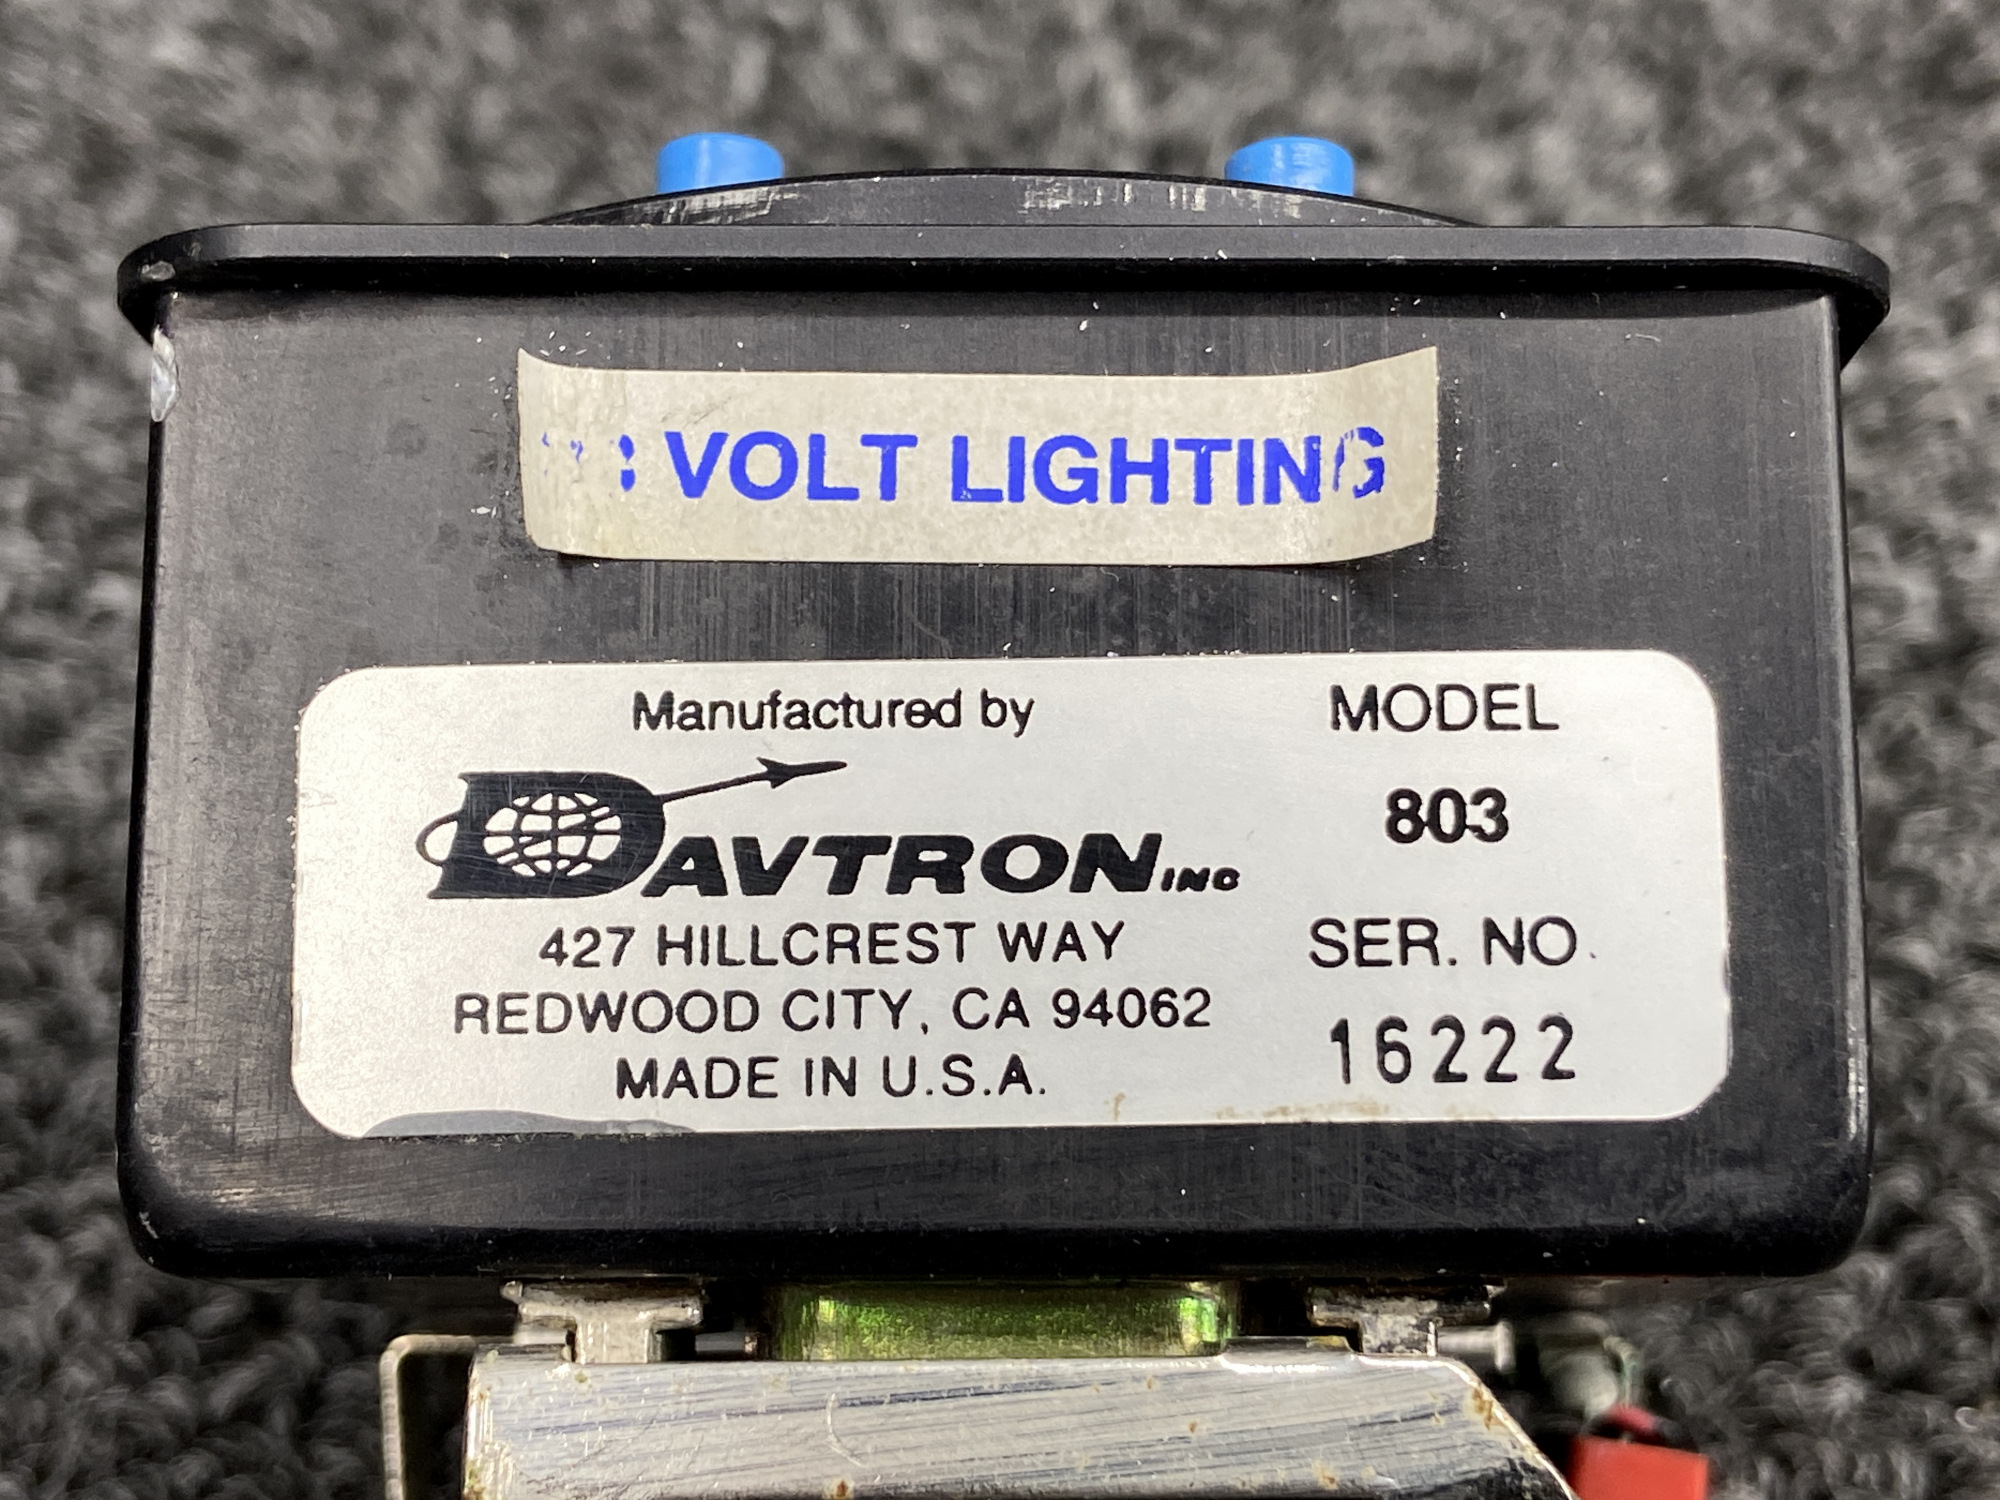 VOLT LIGHTING
Manufactured by
DAVTRON INC
427 HILLCREST WAY
REDWOOD CITY, CA 94062
MADE IN U.S.A.
MODEL
803
SER. NO.
16222